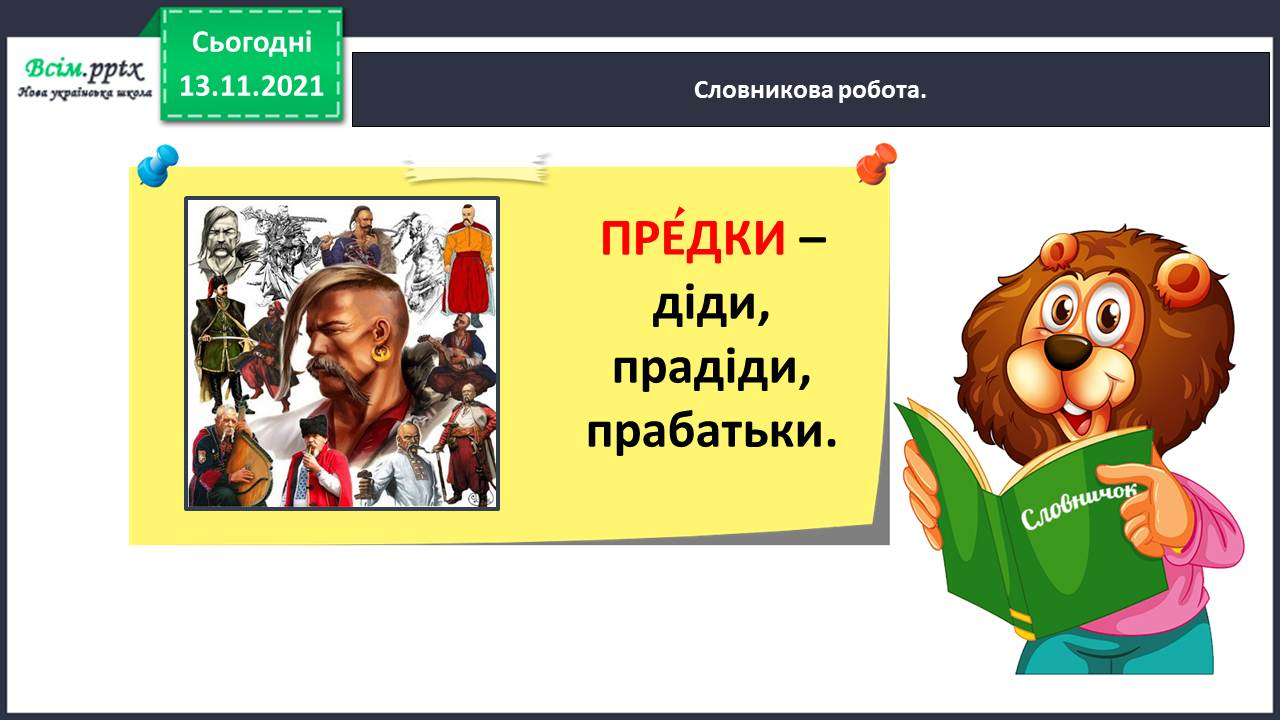 Сьогодні
13.11.2021
Всім.pptx
Нова українська школа
Словникова робота.
ПРЕ́ДКИ –
діди,
прадіди,
прабатьки.
Словничок